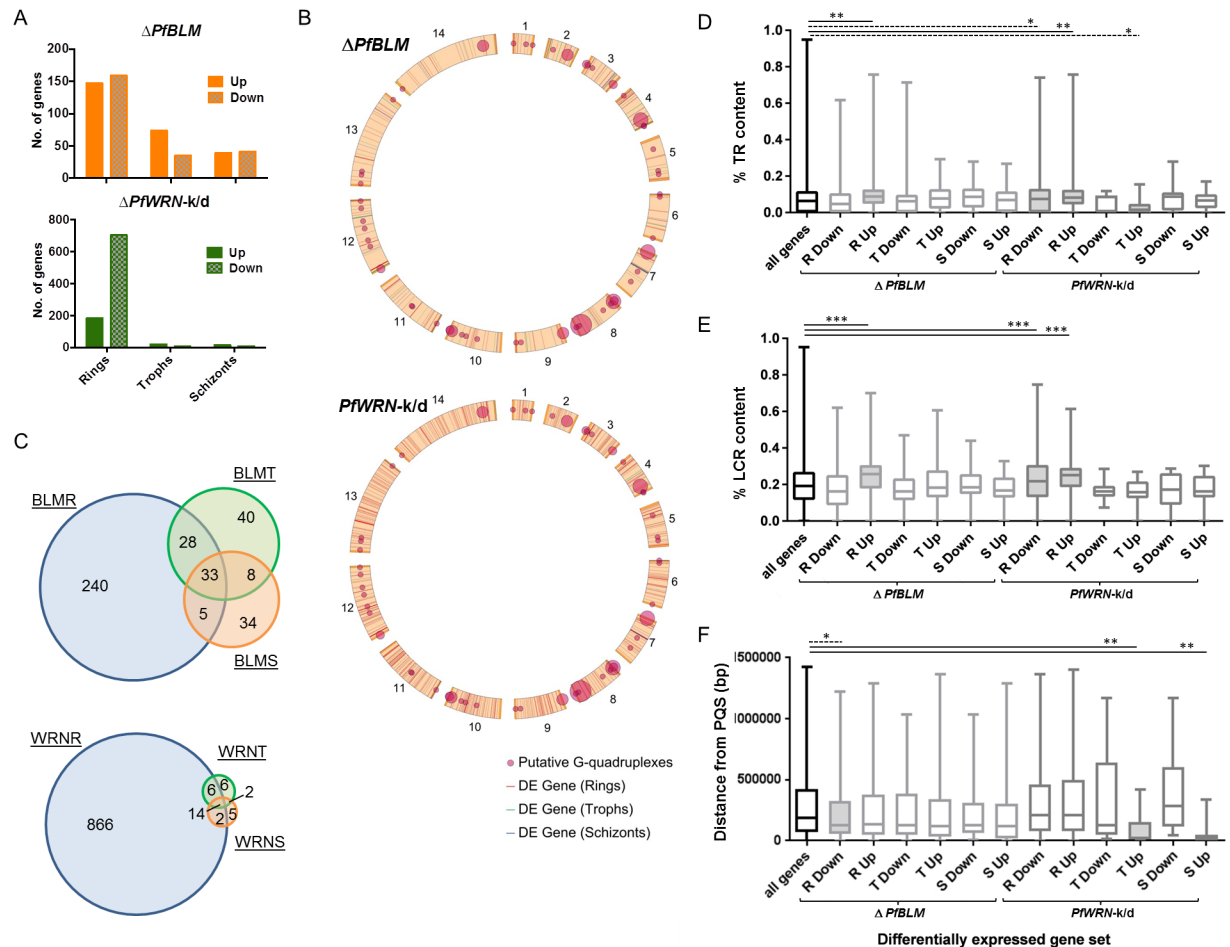 A
ΔPfBLM
No. of genes
200
150
100
50
0
Up
Down
ΔPfWRN-k/d
No. of genes
800
600
400
200
0
Up
Down
Rings
Trophs
Schizonts
B
ΔPfBLM
1
2
3
4
5
6
7
8
9
10
11
12
13
14
PfWRN-k/d
1
2
3
4
5
6
7
8
9
10
11
12
13
14
Putative G-quadruplexes
DE Gene (Rings)
DE Gene (Trophs)
DE Gene (Schizonts)
C
BLMR
BLMT
BLMS
240
28
40
33
8
5
34
WRNR
WRNT
WRNS
866
6
6
2
14
2
5
D
% TR content
1.0
0.8
0.6
0.4
0.2
0.0
**
*
**
*
all genes
R Down
R Up
T Down
T Up
S Down
S Up
R Down
R Up
T Down
T Up
S Down
S Up
Δ PfBLM
PfWRN-k/d
E
% LCR content
1.0
0.8
0.6
0.4
0.2
0.0
***
***
***
all genes
R Down
R Up
T Down
T Up
S Down
S Up
R Down
R Up
T Down
T Up
S Down
S Up
Δ PfBLM
PfWRN-k/d
F
Distance from PQS (bp)
1500000
1000000
500000
0
*
**
**
all genes
R Down
R Up
T Down
T Up
S Down
S Up
R Down
R Up
T Down
T Up
S Down
S Up
Δ PfBLM
PfWRN-k/d
Differentially expressed gene set